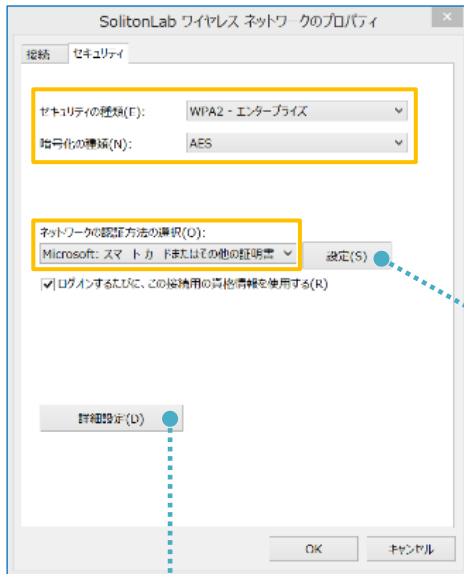 SolitonLab ワイヤレス ネットワークのプロパティ
接続 セキュリティ
セキュリティの種類(E): WPA2 - エンタープライズ
暗号化の種類(N): AES
ネットワークの認証方法の選択(O):
Microsoft: スマート カードまたはその他の証明書 設定(S)
ログインするたびに、この接続用の資格情報を使用する(R)
詳細設定(D)
OK キャンセル